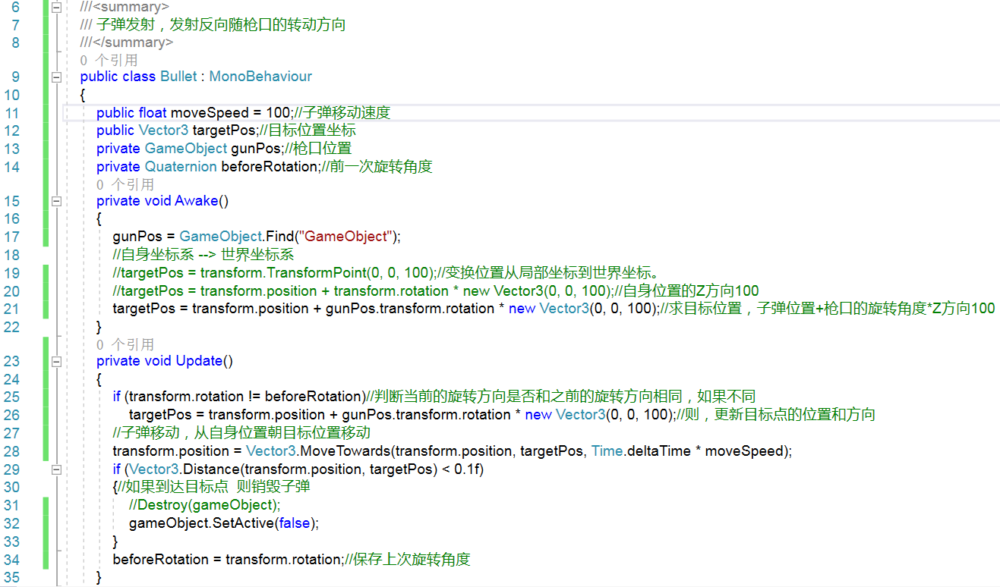 6 ///<summary>
7 /// 子弹发射，发射反向随枪口的转动方向
8 ///</summary>
0 个引用
9 public class Bullet : MonoBehaviour
10 {
11 public float moveSpeed = 100;//子弹移动速度
12 public Vector3 targetPos;//目标位置坐标
13 private GameObject gunPos;//枪口位置
14 private Quaternion beforeRotation;//前一次旋转角度
0 个引用
15 private void Awake()
16 {
17 gunPos = GameObject.Find("GameObject");
18 //自身坐标系 --> 世界坐标系
19 //targetPos = transform.TransformPoint(0, 0, 100);//变换位置从局部坐标到世界坐标。
20 //targetPos = transform.position + transform.rotation * new Vector3(0, 0, 100);//自身位置的Z方向100
21 targetPos = transform.position + gunPos.transform.rotation * new Vector3(0, 0, 100);//求目标位置，子弹位置+枪口的旋转角度*Z方向100
22 }
0 个引用
23 private void Update()
24 {
25 if (transform.rotation != beforeRotation)//判断当前的旋转方向是否和之前的旋转方向相同，如果不同
26 targetPos = transform.position + gunPos.transform.rotation * new Vector3(0, 0, 100);//则，更新目标点的位置和方向
27 //子弹移动，从自身位置朝目标位置移动
28 transform.position = Vector3.MoveTowards(transform.position, targetPos, Time.deltaTime * moveSpeed);
29 if (Vector3.Distance(transform.position, targetPos) < 0.1f)
30 {//如果到达目标点 则销毁子弹
31 //Destroy(gameObject);
32 gameObject.SetActive(false);
33 }
34 beforeRotation = transform.rotation;//保存上次旋转角度
35 }